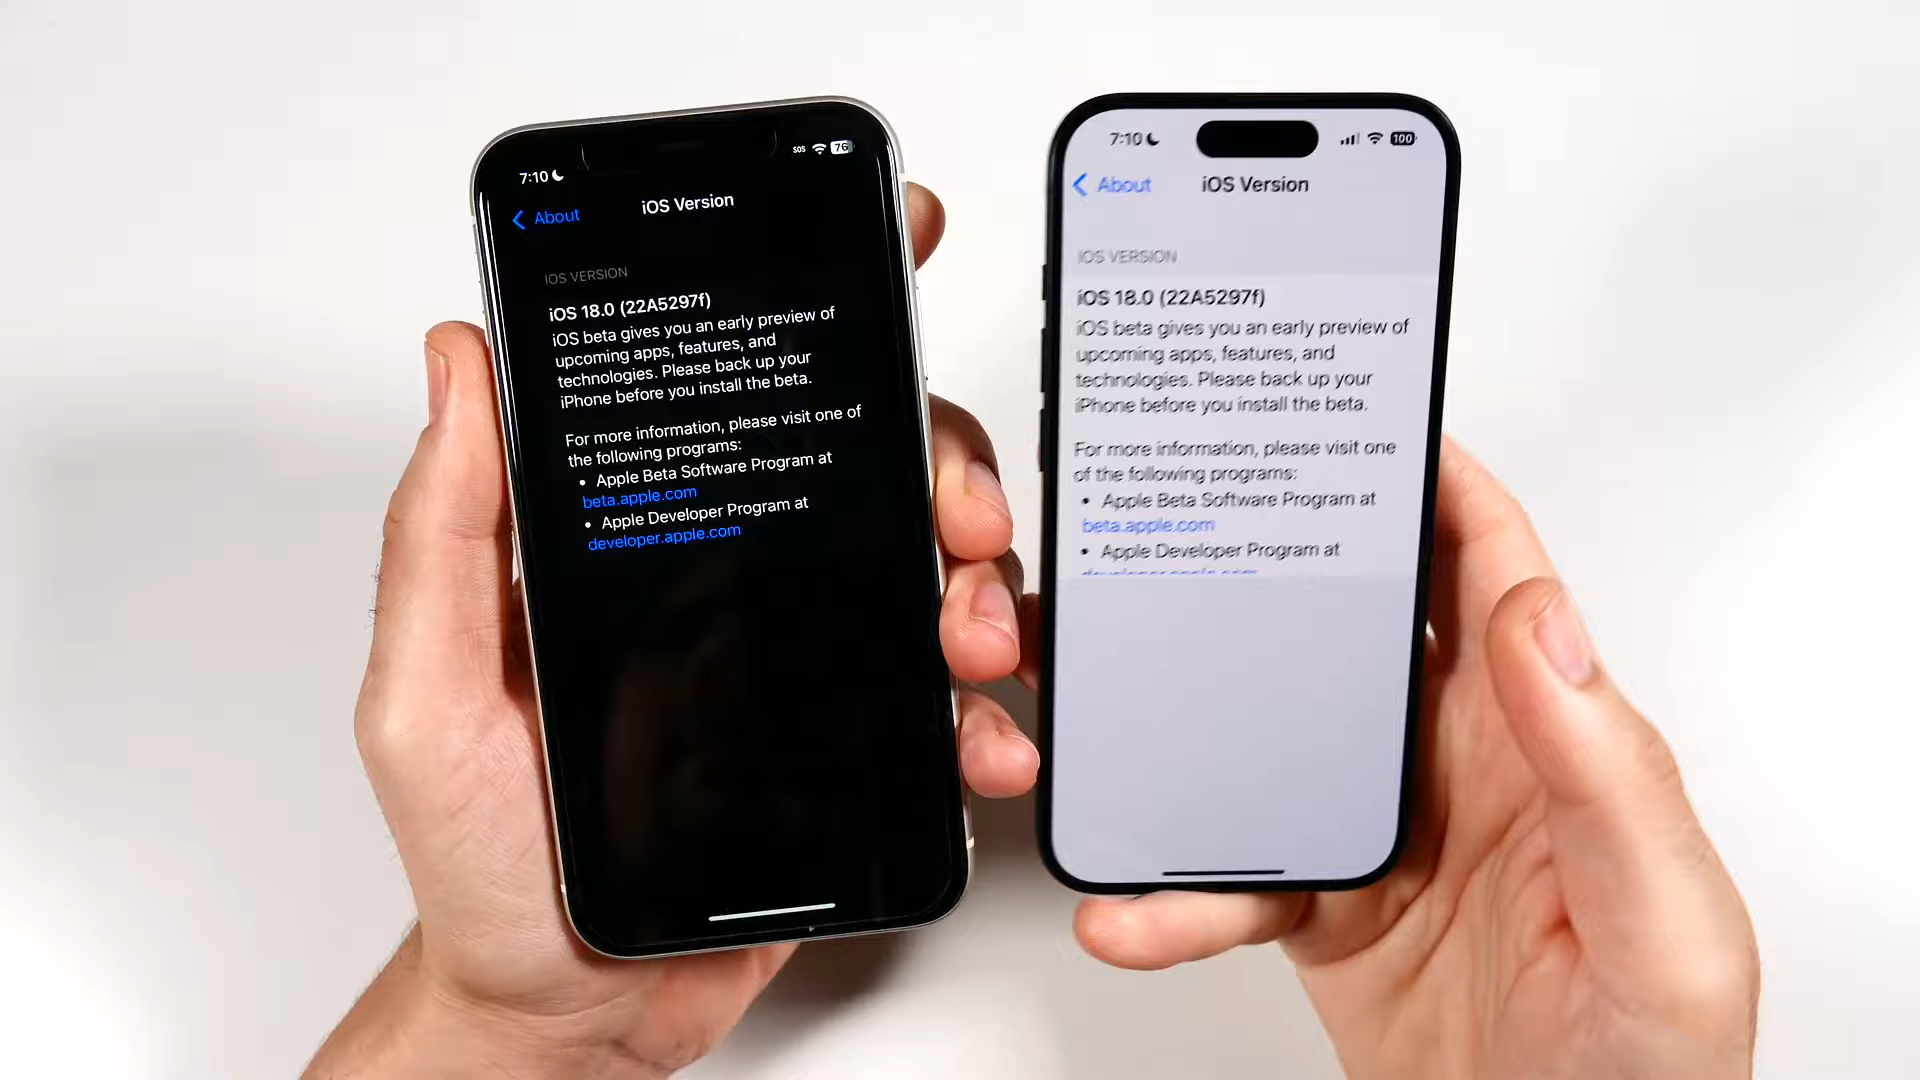 7:10
SOS 76
About
iOS Version
IOS VERSION
iOS 18.0 (22A5297f)
iOS beta gives you an early preview of
upcoming apps, features, and
technologies. Please back up your
iPhone before you install the beta.
For more information, please visit one of
the following programs:
• Apple Beta Software Program at
beta.apple.com
• Apple Developer Program at
developer.apple.com
7:10
100
About
iOS Version
IOS VERSION
iOS 18.0 (22A5297f)
iOS beta gives you an early preview of
upcoming apps, features, and
technologies. Please back up your
iPhone before you install the beta.
For more information, please visit one
of the following programs:
• Apple Beta Software Program at
beta.apple.com
• Apple Developer Program at